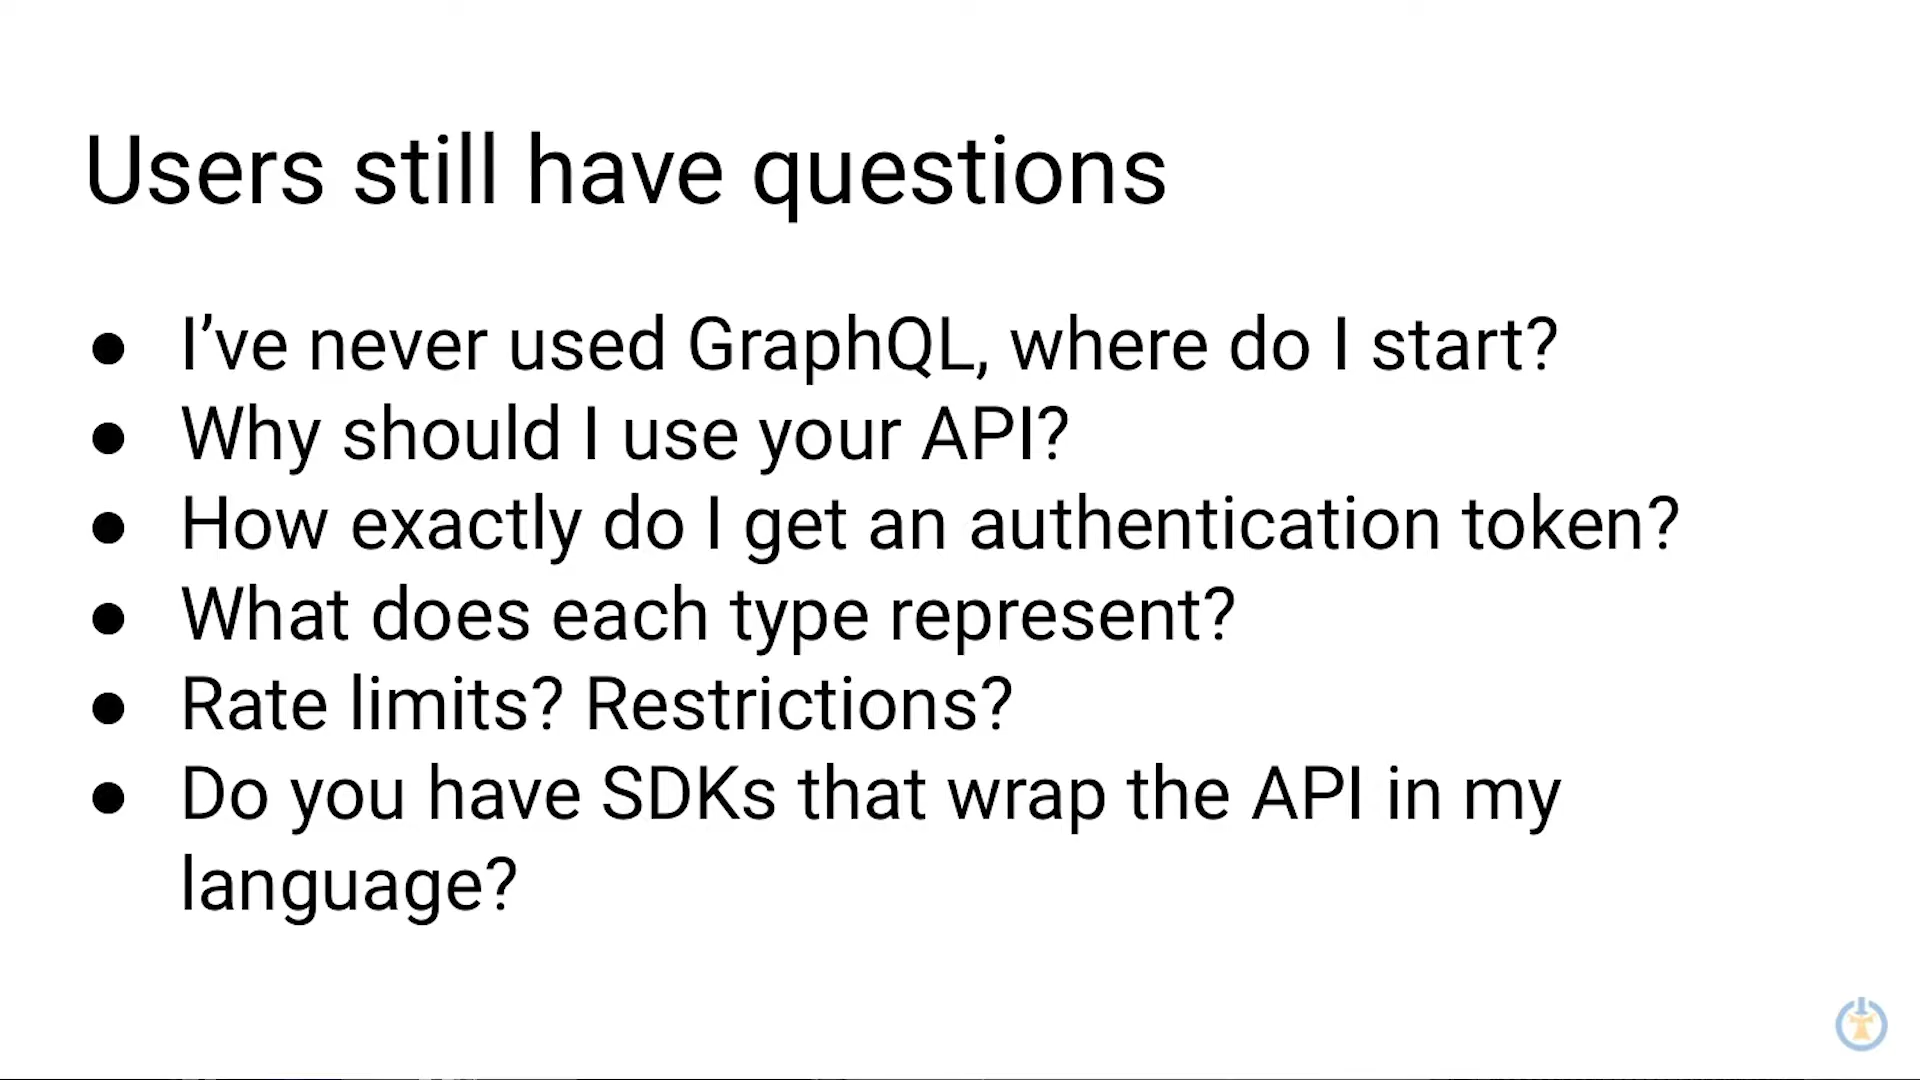 Users still have questions
● I’ve never used GraphQL, where do I start?
● Why should I use your API?
● How exactly do I get an authentication token?
● What does each type represent?
● Rate limits? Restrictions?
● Do you have SDKs that wrap the API in my
language?